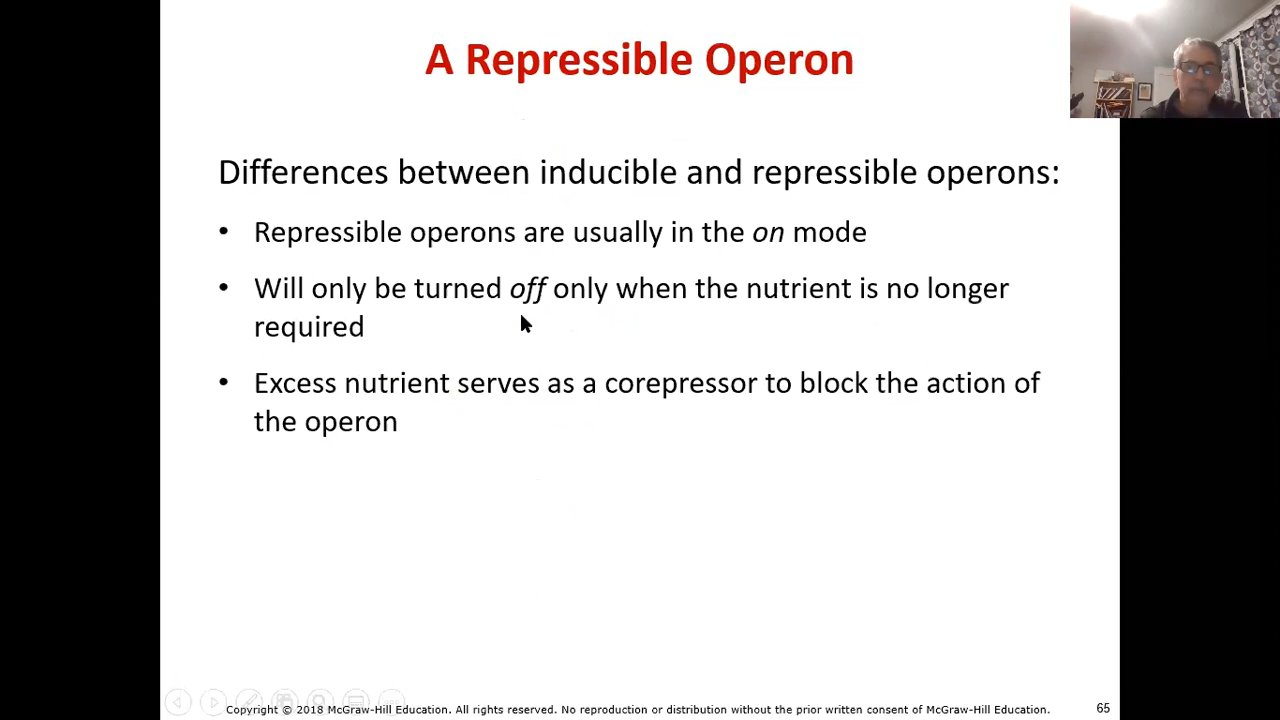 A Repressible Operon
Differences between inducible and repressible operons:
• Repressible operons are usually in the on mode
• Will only be turned off only when the nutrient is no longer
required
• Excess nutrient serves as a corepressor to block the action of
the operon
Copyright © 2018 McGraw-Hill Education. All rights reserved. No reproduction or distribution without the prior written consent of McGraw-Hill Education.
65